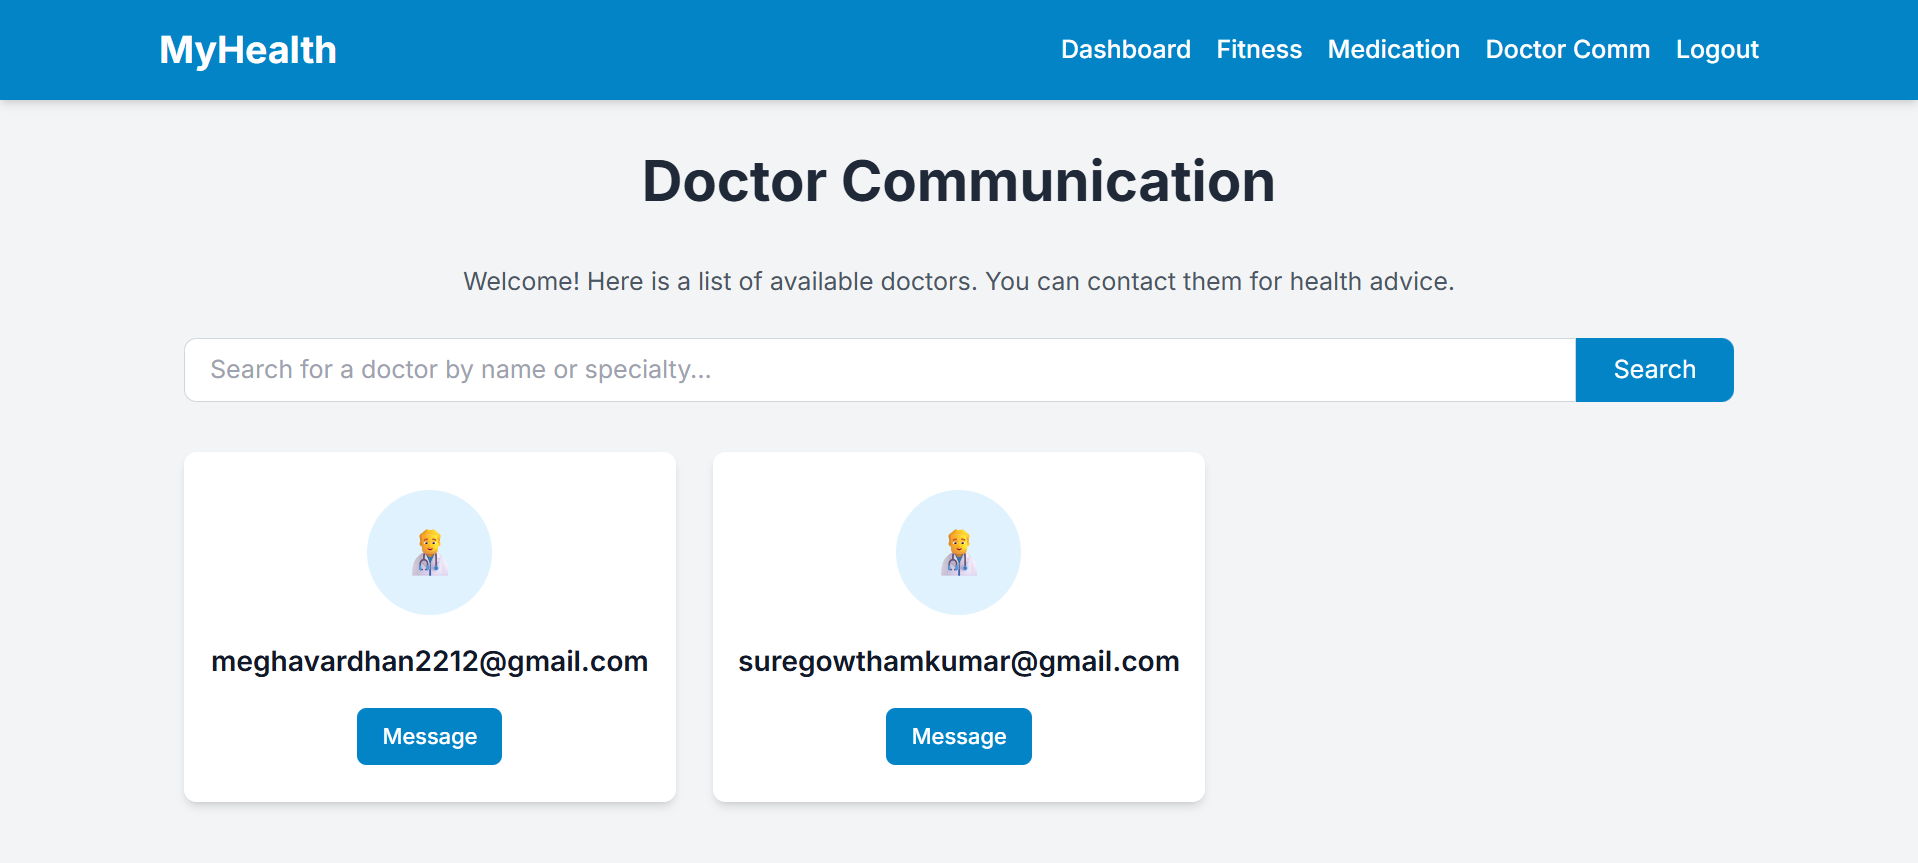 MyHealth
Dashboard Fitness Medication Doctor Comm Logout
Doctor Communication
Welcome! Here is a list of available doctors. You can contact them for health advice.
Search for a doctor by name or specialty...
Search
meghavardhan2212@gmail.com
Message
suregowthamkumar@gmail.com
Message